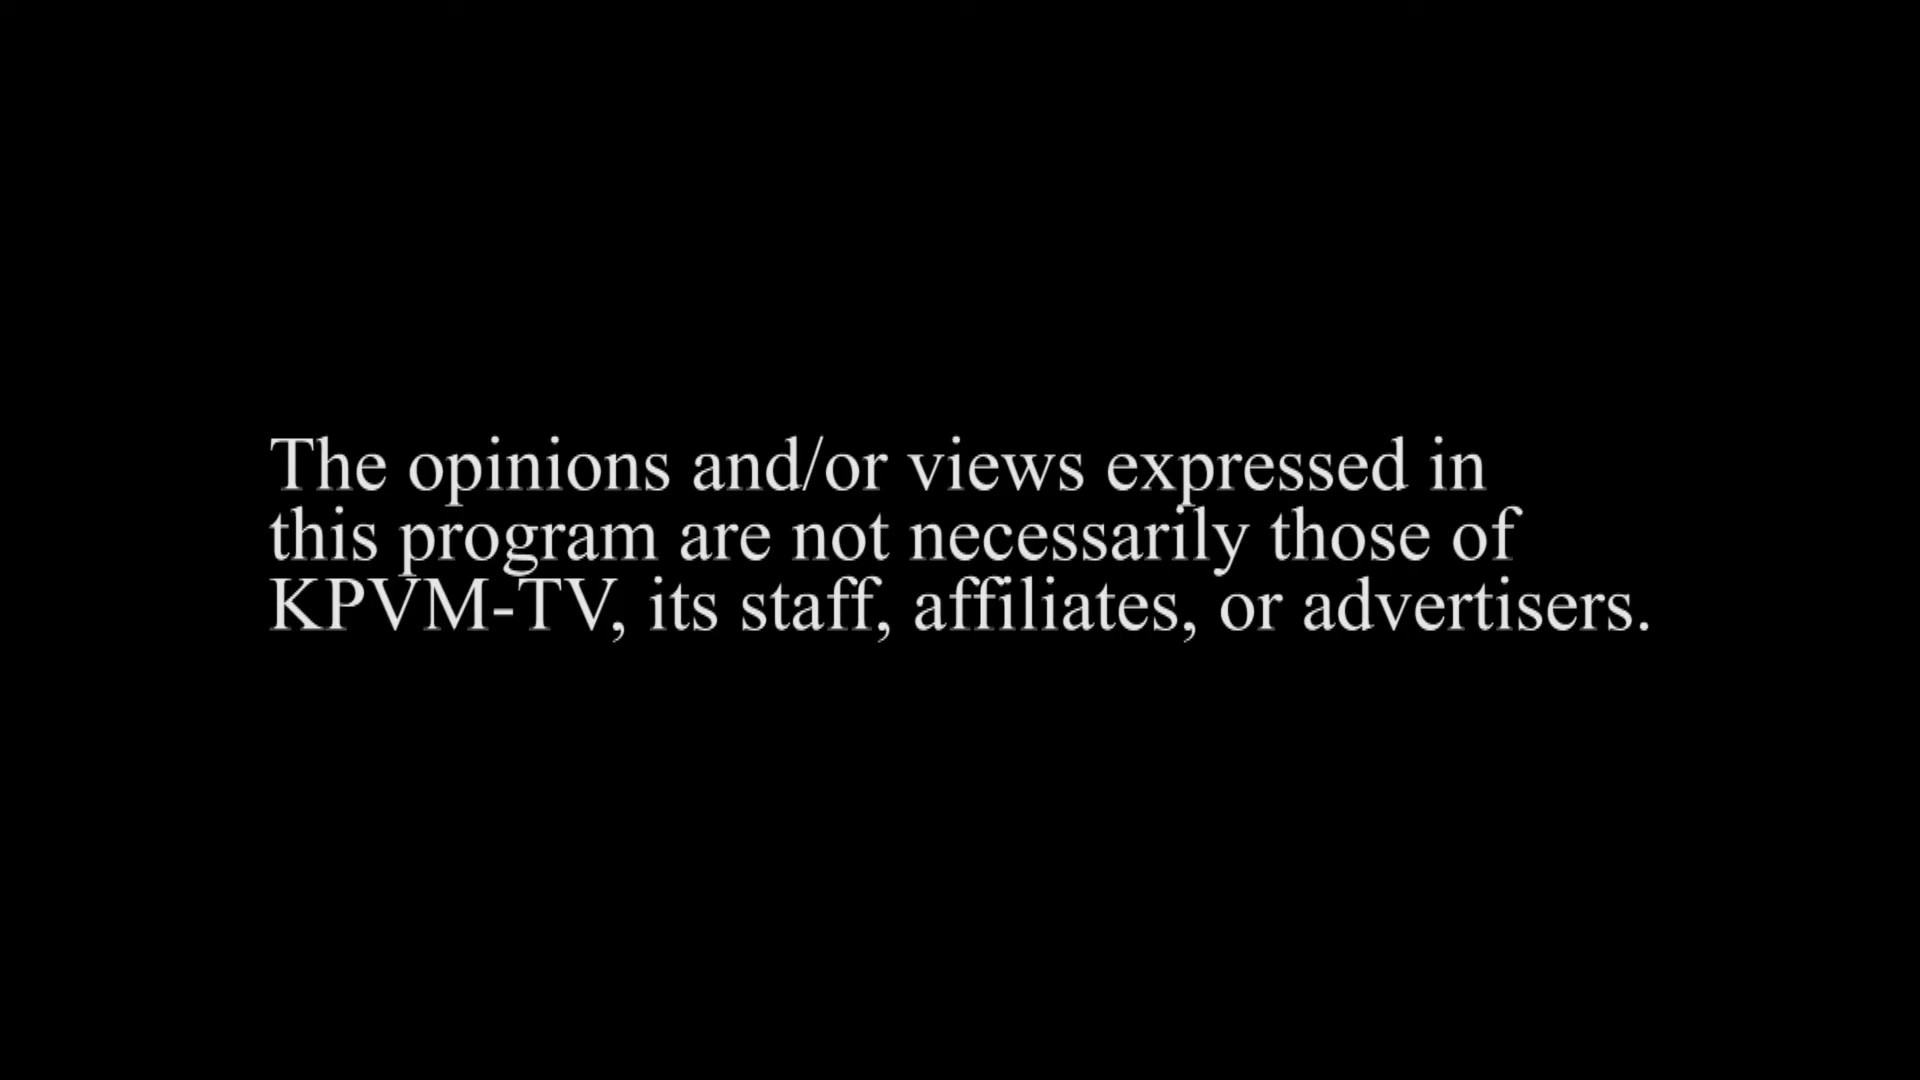 The opinions and/or views expressed in
this program are not necessarily those of
KPVM-TV, its staff, affiliates, or advertisers.